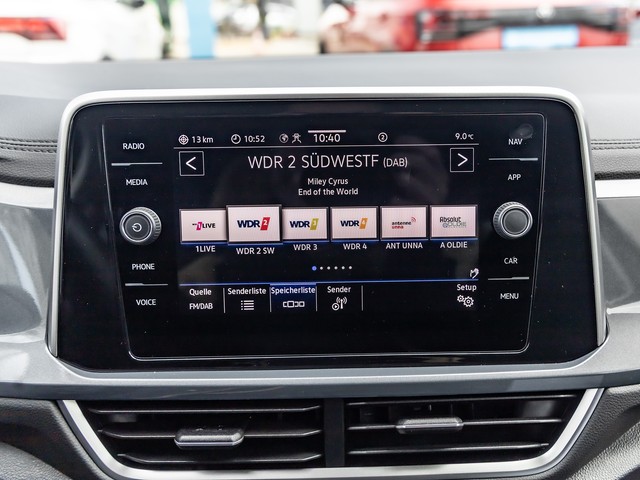 13 km 10:52 10:40 2 9.0°C
RADIO
MEDIA
PHONE
VOICE
< WDR 2 SÜDWESTF (DAB) >
Miley Cyrus
End of the World
1LIVE WDR 2 WDR 3 WDR 4 antenne unna Absolut OLDIE
1LIVE WDR 2 SW WDR 3 WDR 4 ANT UNNA A OLDIE
Quelle Senderliste Speicherliste Sender Setup
FM/DAB
NAV
APP
CAR
MENU